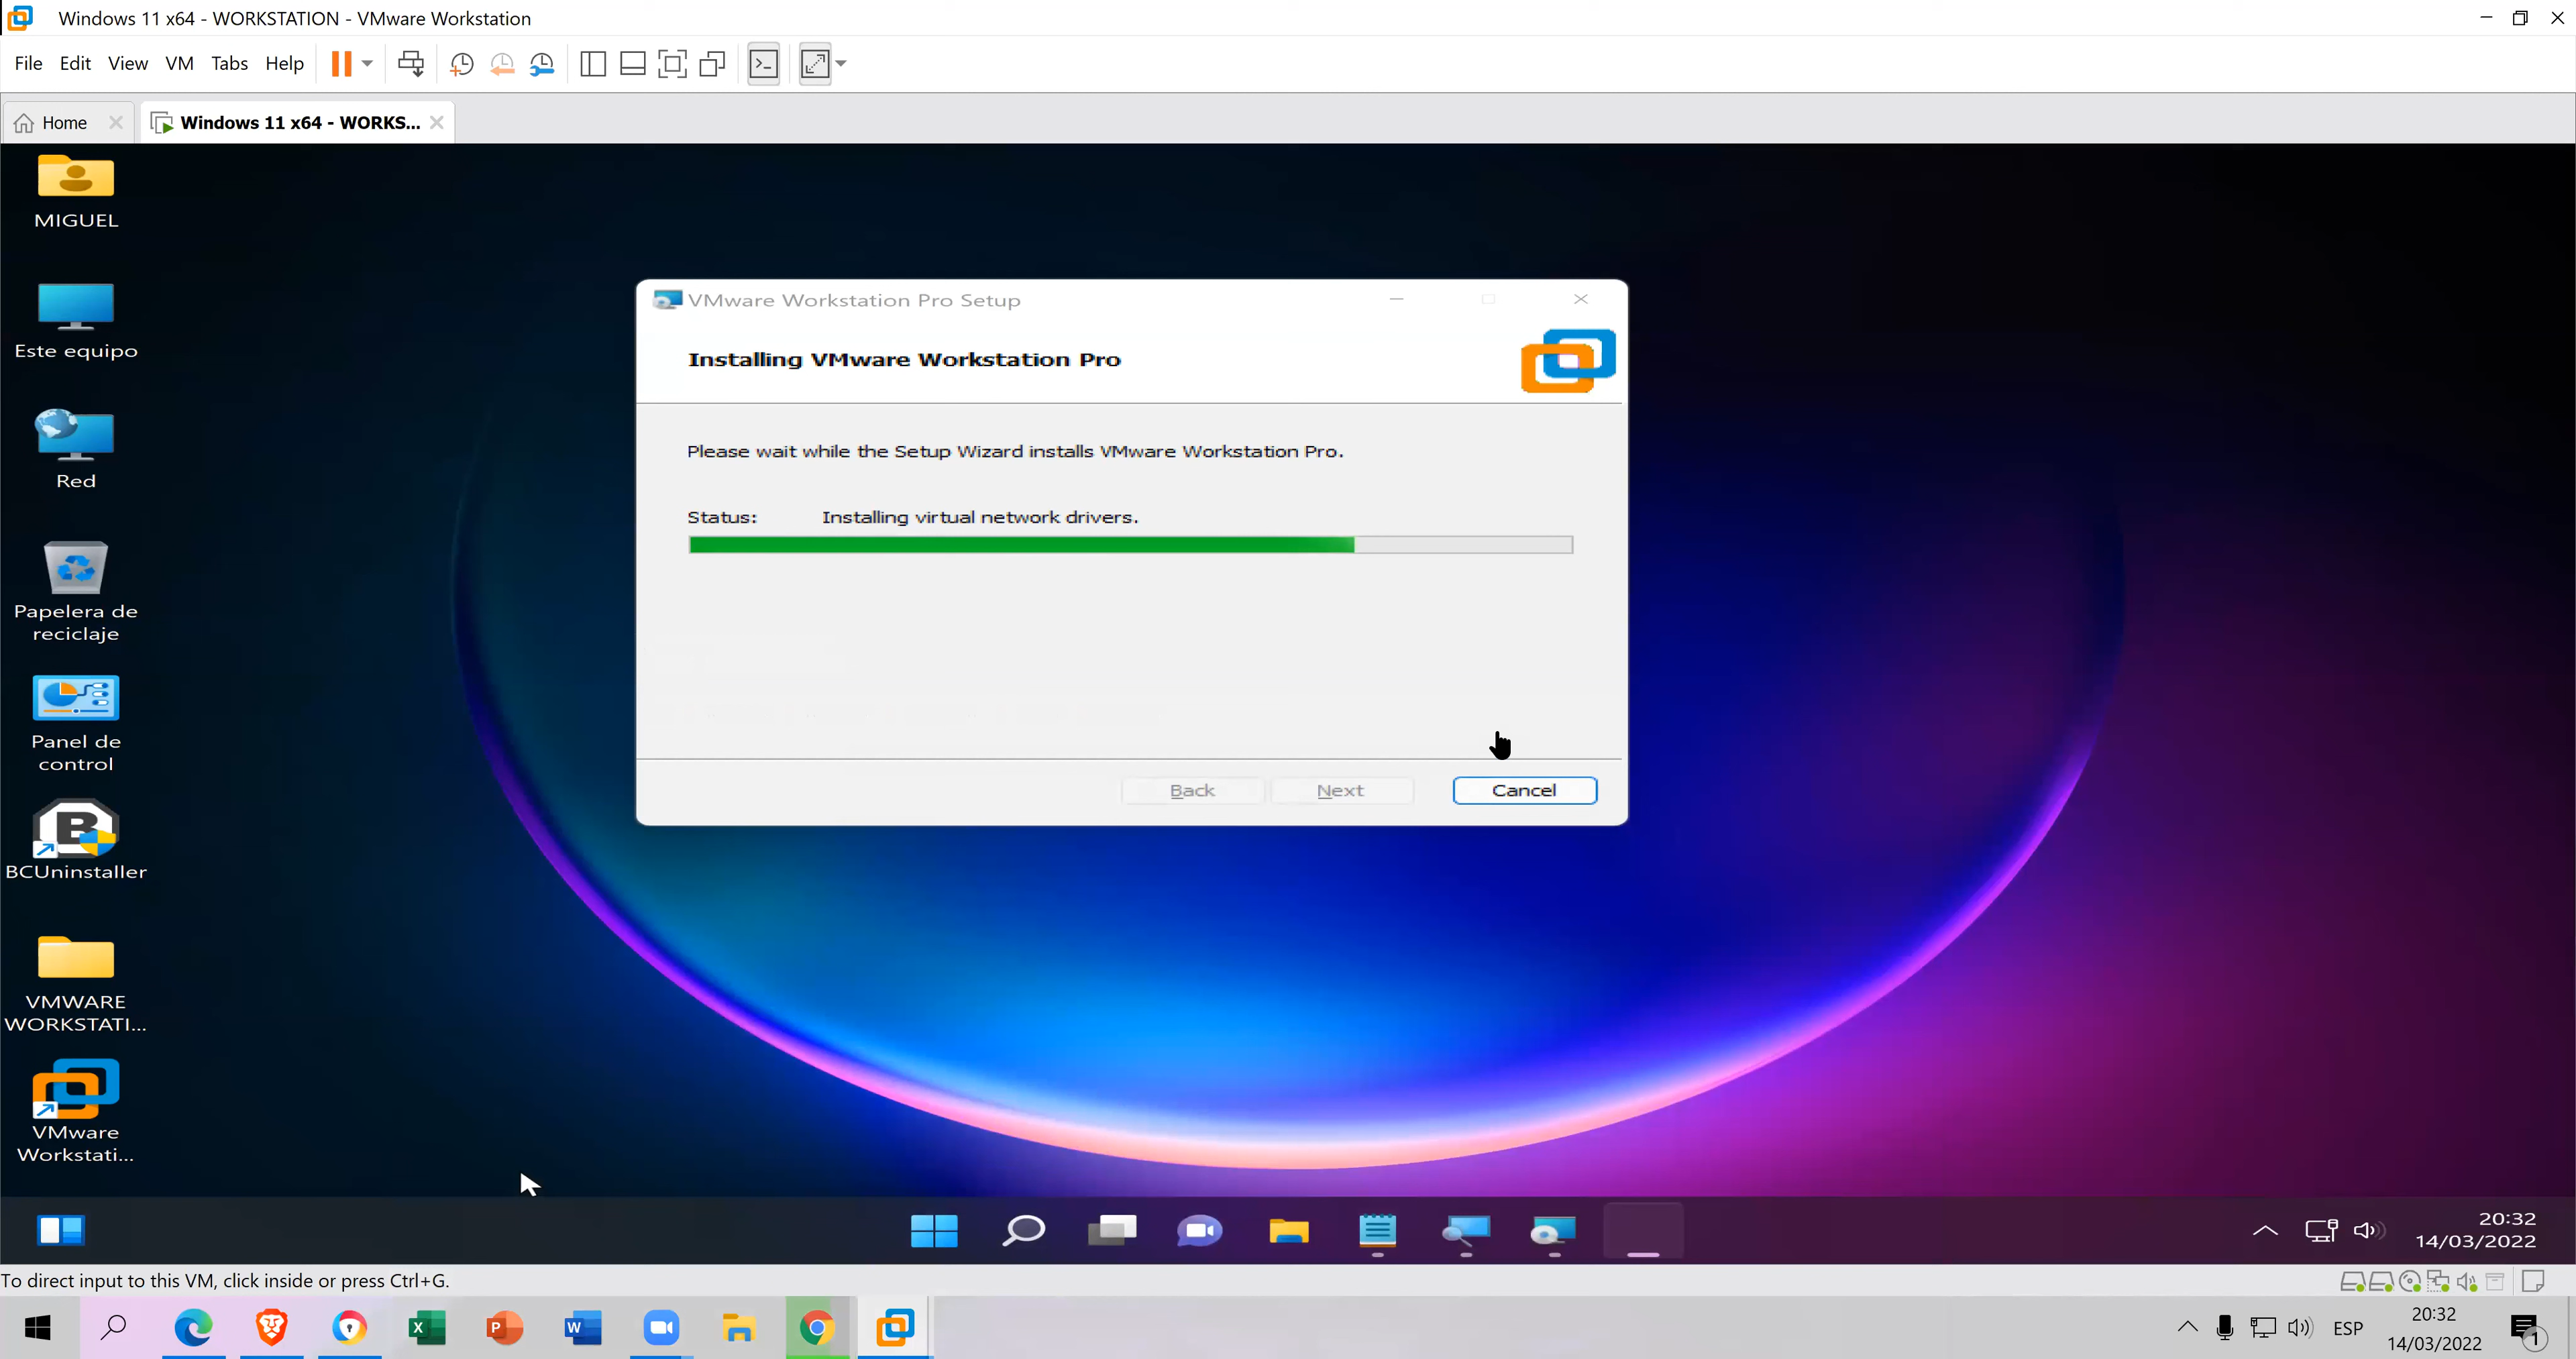 Windows 11 x64 - WORKSTATION - VMware Workstation
File Edit View VM Tabs Help
Home
Windows 11 x64 - WORKS...
MIGUEL
Este equipo
Red
Papelera de
reciclaje
Panel de
control
B
BCUninstaller
VMWARE
WORKSTATI...
VMware
Workstati...
VMware Workstation Pro Setup
Installing VMware Workstation Pro
Please wait while the Setup Wizard installs VMware Workstation Pro.
Status: Installing virtual network drivers.
Back Next Cancel
20:32
14/03/2022
To direct input to this VM, click inside or press Ctrl+G.
X
P
W
ESP
20:32
14/03/2022
1